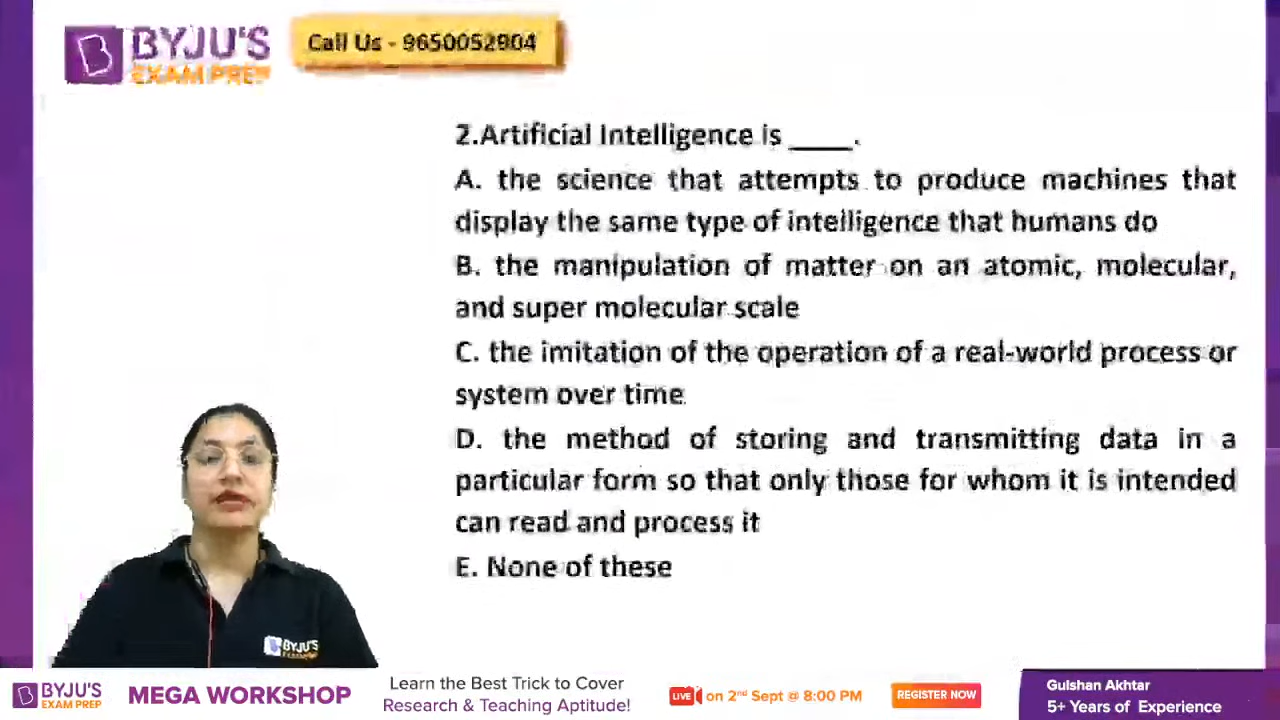 BYJU'S
EXAM PREP
Call Us - 9650052904
2.Artificial Intelligence is ____.
A. the science that attempts to produce machines that
display the same type of intelligence that humans do
B. the manipulation of matter on an atomic, molecular,
and super molecular scale
C. the imitation of the operation of a real-world process or
system over time
D. the method of storing and transmitting data in a
particular form so that only those for whom it is intended
can read and process it
E. None of these
BYJU'S
EXAM PREP
BYJU'S
EXAM PREP
MEGA WORKSHOP
Learn the Best Trick to Cover
Research & Teaching Aptitude!
LIVE on 2nd Sept @ 8:00 PM
REGISTER NOW
Gulshan Akhtar
5+ Years of Experience